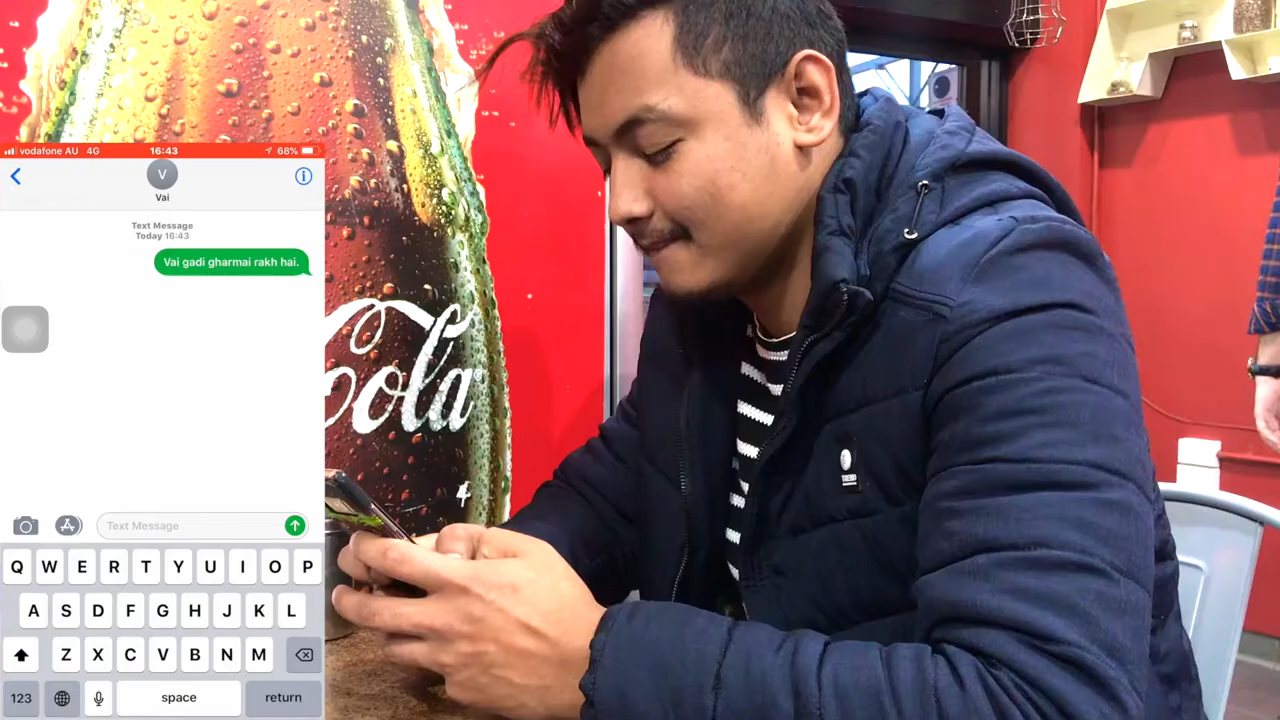 vodafone AU 4G 16:43 68%
V
Vai
Text Message
Today 16:43
Vai gadi gharmai rakh hai.
Text Message
Q W E R T Y U I O P
A S D F G H J K L
Z X C V B N M
123 space return
Cola
TREND